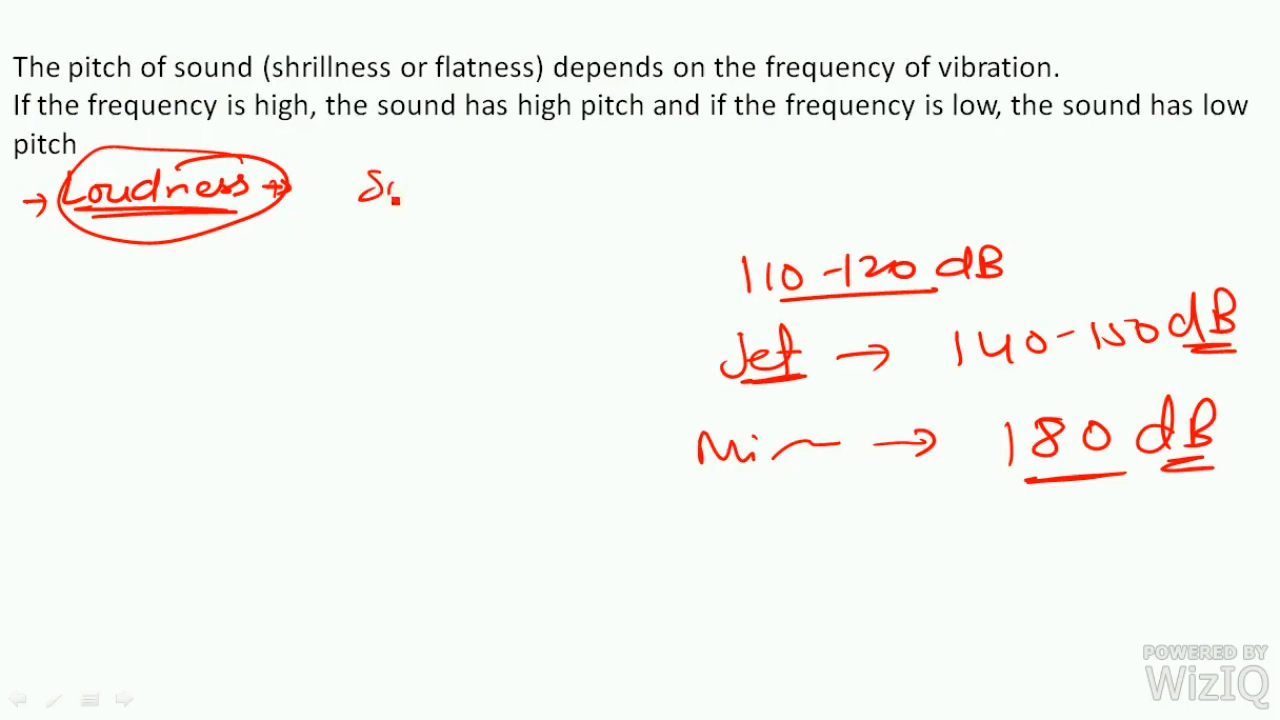 The pitch of sound (shrillness or flatness) depends on the frequency of vibration.
If the frequency is high, the sound has high pitch and if the frequency is low, the sound has low
pitch
→ Loudness →
110-120 dB
Jet → 140-150 dB
→ 180 dB
POWERED BY
WizIQ